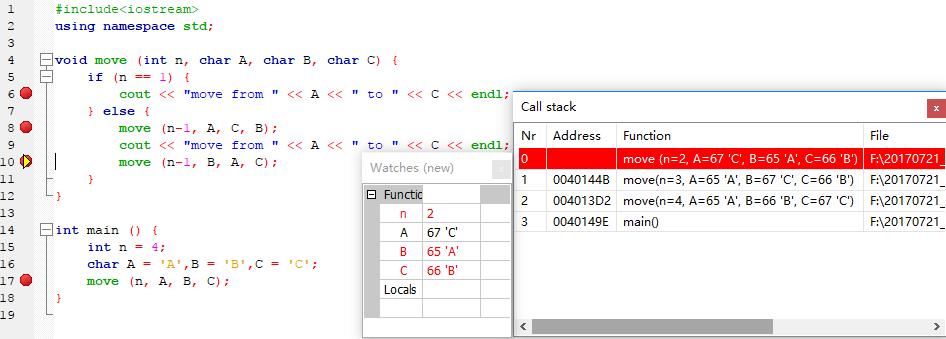 1 #include<iostream>
2 using namespace std;
3
4 void move (int n, char A, char B, char C) {
5 if (n == 1) {
6 cout << "move from " << A << " to " << C << endl;
7 } else {
8 move (n-1, A, C, B);
9 cout << "move from " << A << " to " << C << endl;
10 move (n-1, B, A, C);
11 }
12 }
13
14 int main () {
15 int n = 4;
16 char A = 'A',B = 'B',C = 'C';
17 move (n, A, B, C);
18 }
19
Watches (new)
Functic
n 2
A 67 'C'
B 65 'A'
C 66 'B'
Locals
Call stack
Nr Address Function File
0 move (n=2, A=67 'C', B=65 'A', C=66 'B') F:\20170721_
1 0040144B move(n=3, A=65 'A', B=67 'C', C=66 'B') F:\20170721_
2 004013D2 move(n=4, A=65 'A', B=66 'B', C=67 'C') F:\20170721_
3 0040149E main() F:\20170721_